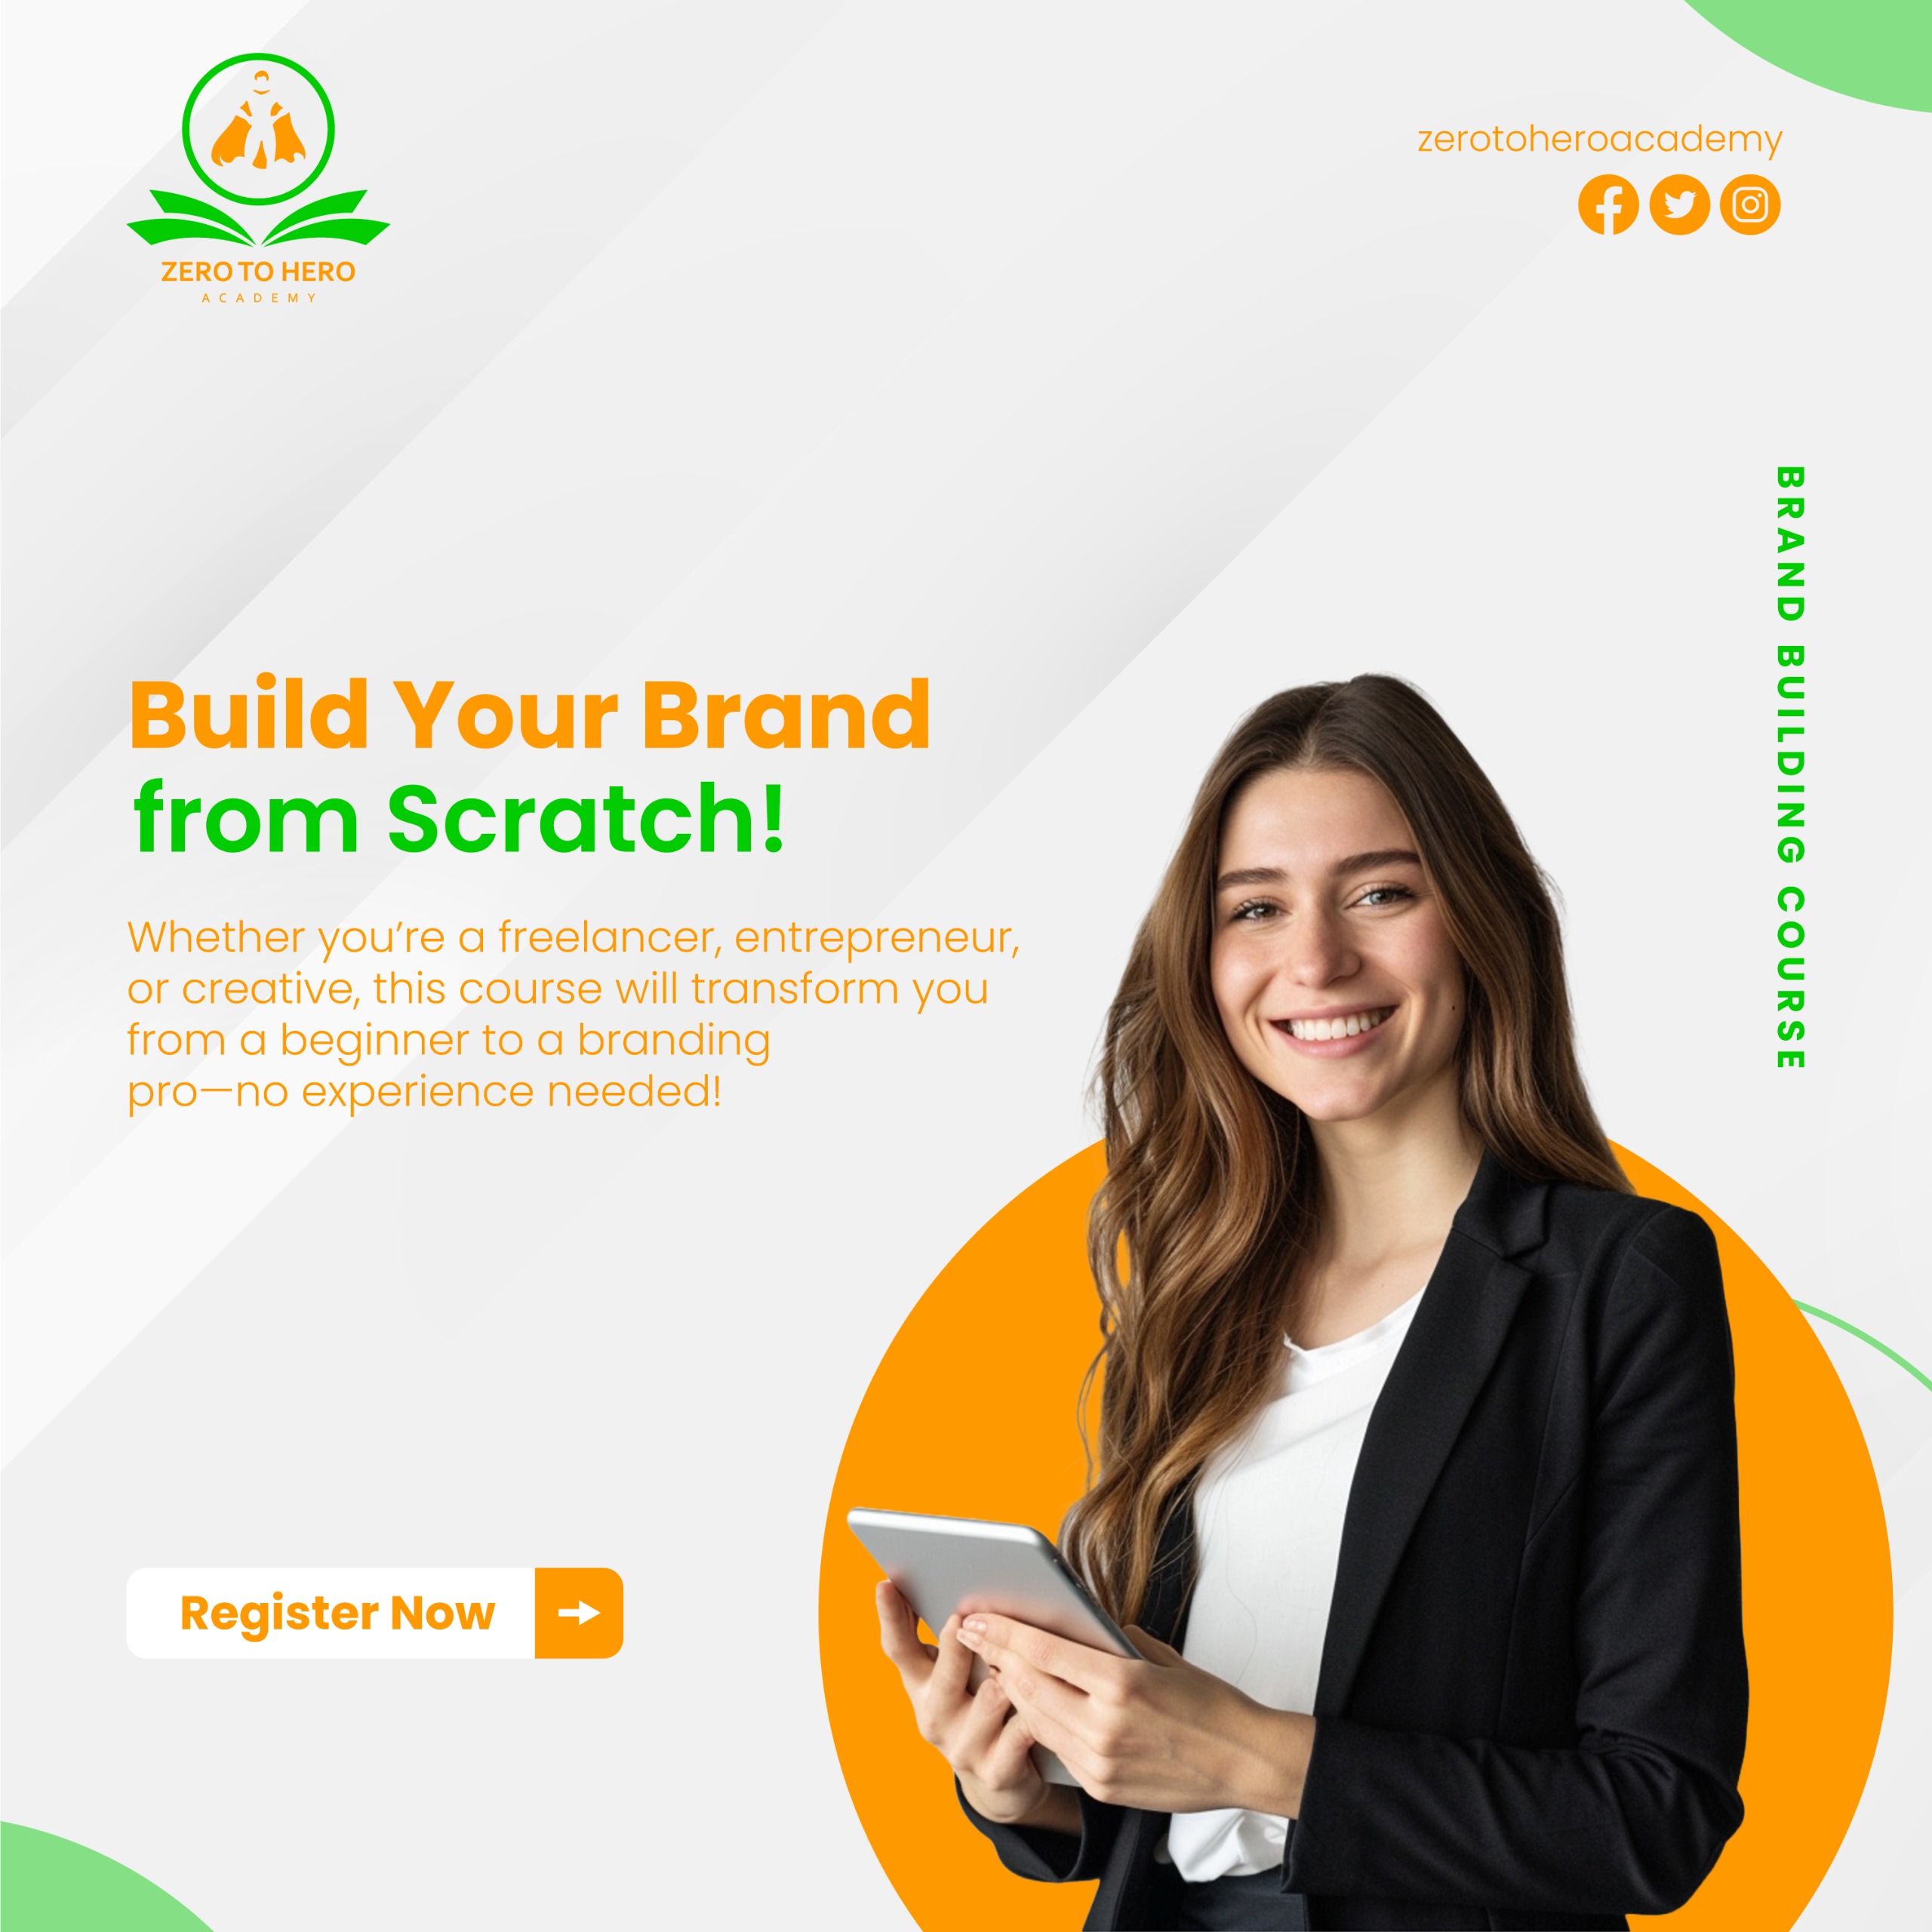 ZERO TO HERO
ACADEMY
zerotoheroacademy
BRAND BUILDING COURSE
Build Your Brand
from Scratch!
Whether you’re a freelancer, entrepreneur,
or creative, this course will transform you
from a beginner to a branding
pro—no experience needed!
Register Now